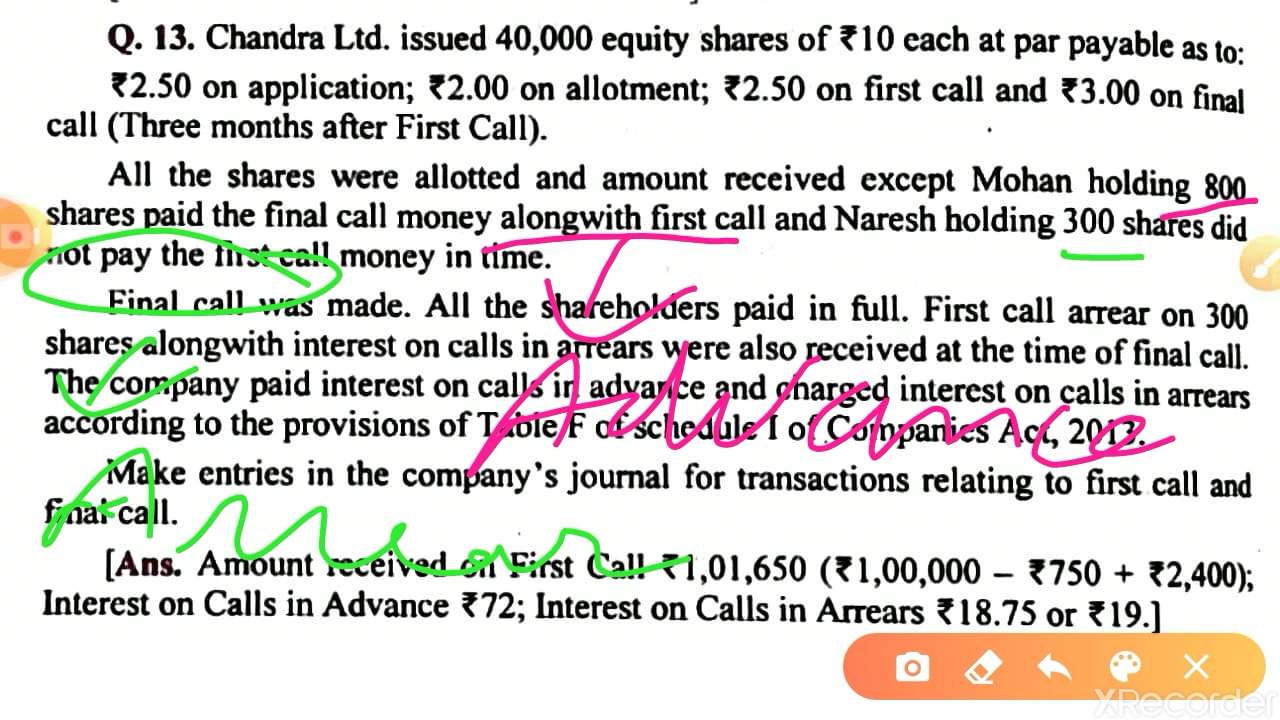 Q. 13. Chandra Ltd. issued 40,000 equity shares of ₹10 each at par payable as to:
₹2.50 on application; ₹2.00 on allotment; ₹2.50 on first call and ₹3.00 on final
call (Three months after First Call).
All the shares were allotted and amount received except Mohan holding 800
shares paid the final call money alongwith first call and Naresh holding 300 shares did
not pay the first call money in time.
Final call was made. All the shareholders paid in full. First call arrear on 300
shares alongwith interest on calls in arrears were also received at the time of final call.
The company paid interest on calls in advance and charged interest on calls in arrears
according to the provisions of Table F of schedule I of Companies Act, 2013.
Advance
Make entries in the company's journal for transactions relating to first call and
final call.
Arrear
[Ans. Amount received on First Call ₹1,01,650 (₹1,00,000 – ₹750 + ₹2,400);
Interest on Calls in Advance ₹72; Interest on Calls in Arrears ₹18.75 or ₹19.]
XRecorder